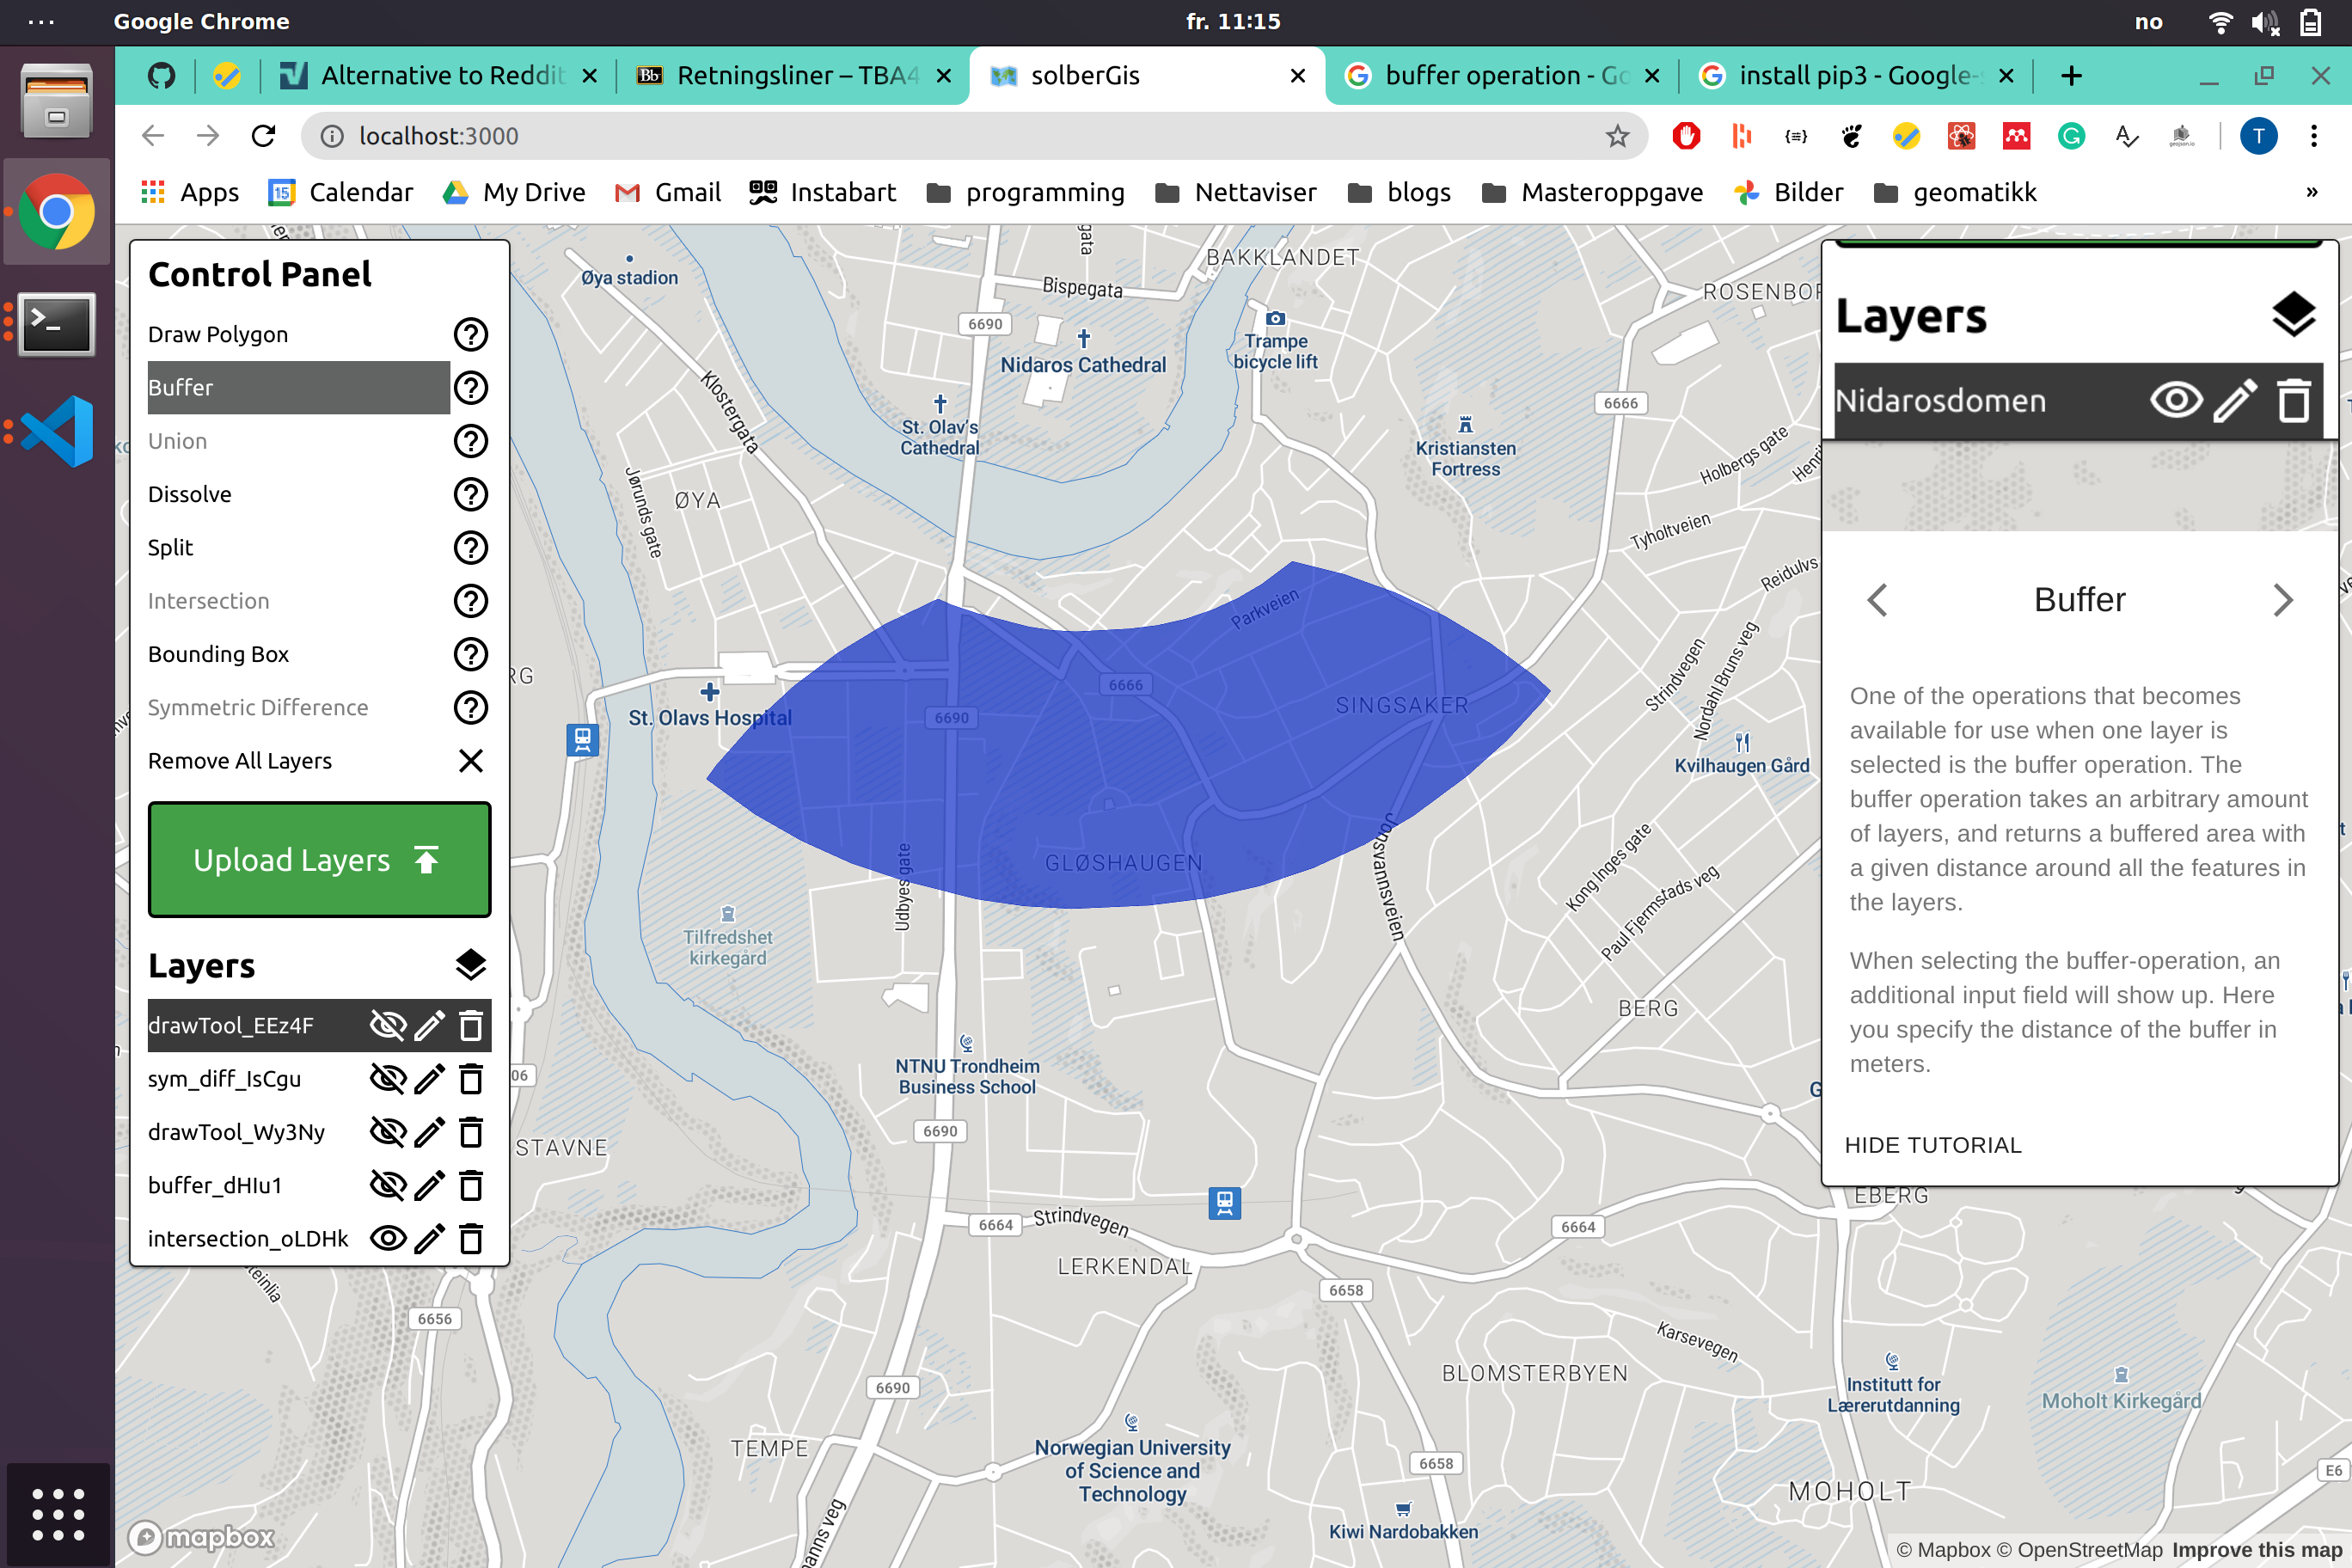 Google Chrome
fr. 11:15
no
Alternative to Reddit
Retningsliner – TBA4
solberGis
buffer operation - Go
install pip3 - Google-s
localhost:3000
T
Apps
Calendar
My Drive
Gmail
Instabart
programming
Nettaviser
blogs
Masteroppgave
Bilder
geomatikk
»
Control Panel
Draw Polygon
Buffer
Union
Dissolve
Split
Intersection
Bounding Box
Symmetric Difference
Remove All Layers
Upload Layers
Layers
drawTool_EEz4F
sym_diff_IsCgu
drawTool_Wy3Ny
buffer_dHIu1
intersection_oLDHk
Øya stadion
BAKKLANDET
Bispegata
6690
Nidaros Cathedral
Trampe
bicycle lift
ROSENBOR
6666
Klostergata
St. Olav's
Cathedral
Kristiansten
Fortress
Holbergs gate
Henri
Jørunds gate
ØYA
Tyholtveien
Reidulvs
Parkveien
St. Olavs Hospital
6690
6666
SINGSAKER
Strindvegen
Nordahl Bruns veg
Kvilhaugen Gård
GLØSHAUGEN
Udbyes gate
Jonsvannsveien
Kong Inges gate
Paul Fjermstads veg
Tilfredshet
kirkegård
BERG
NTNU Trondheim
Business School
06
6690
STAVNE
6664
Strindvegen
6664
EBERG
LERKENDAL
6658
6656
Karsevegen
6690
BLOMSTERBYEN
Institutt for
Lærerutdanning
Moholt Kirkegård
TEMPE
Norwegian University
of Science and
Technology
6658
E6
MOHOLT
Kiwi Nardobakken
mapbox
© Mapbox © OpenStreetMap Improve this map
Layers
Nidarosdomen
Buffer
One of the operations that becomes
available for use when one layer is
selected is the buffer operation. The
buffer operation takes an arbitrary amount
of layers, and returns a buffered area with
a given distance around all the features in
the layers.
When selecting the buffer-operation, an
additional input field will show up. Here
you specify the distance of the buffer in
meters.
HIDE TUTORIAL